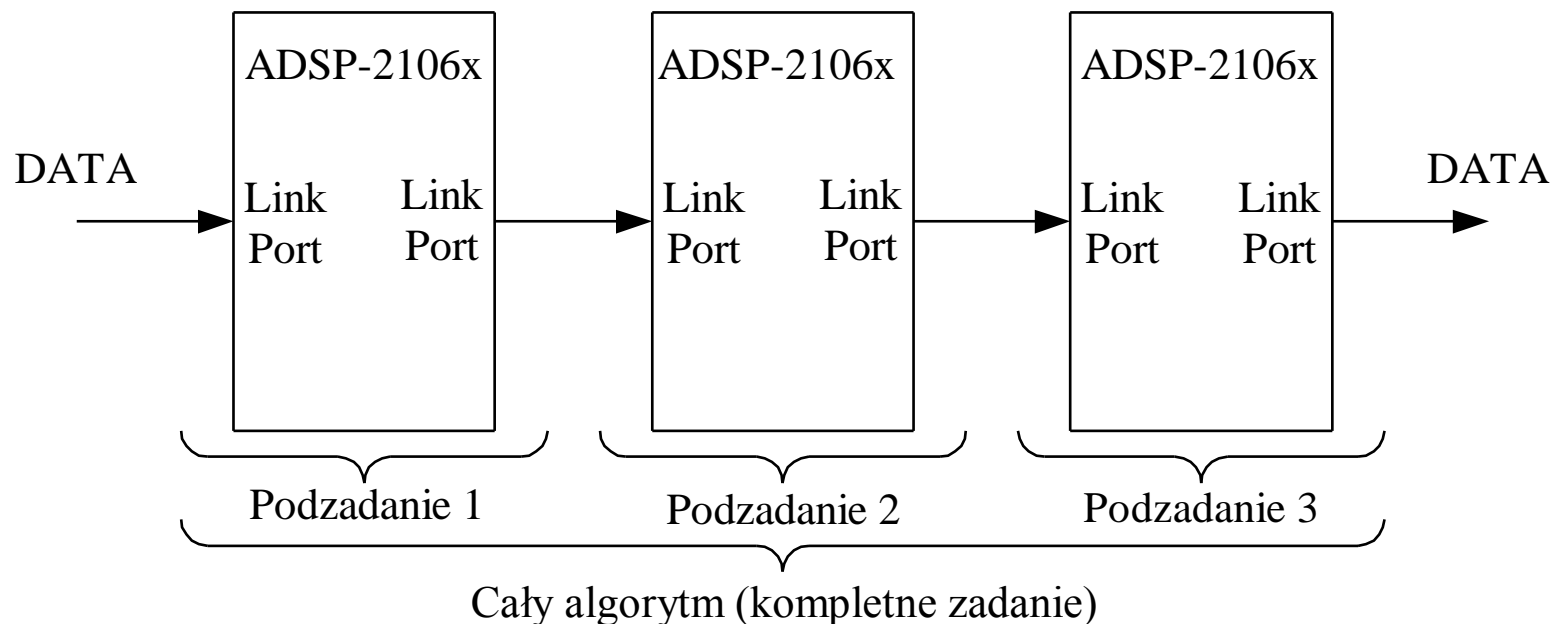 ADSP-2106x
ADSP-2106x
ADSP-2106x
DATA
Link
Port
Link
Port
Link
Port
Link
Port
Link
Port
Link
Port
DATA
Podzadanie 1
Podzadanie 2
Podzadanie 3
Cały algorytm (kompletne zadanie)